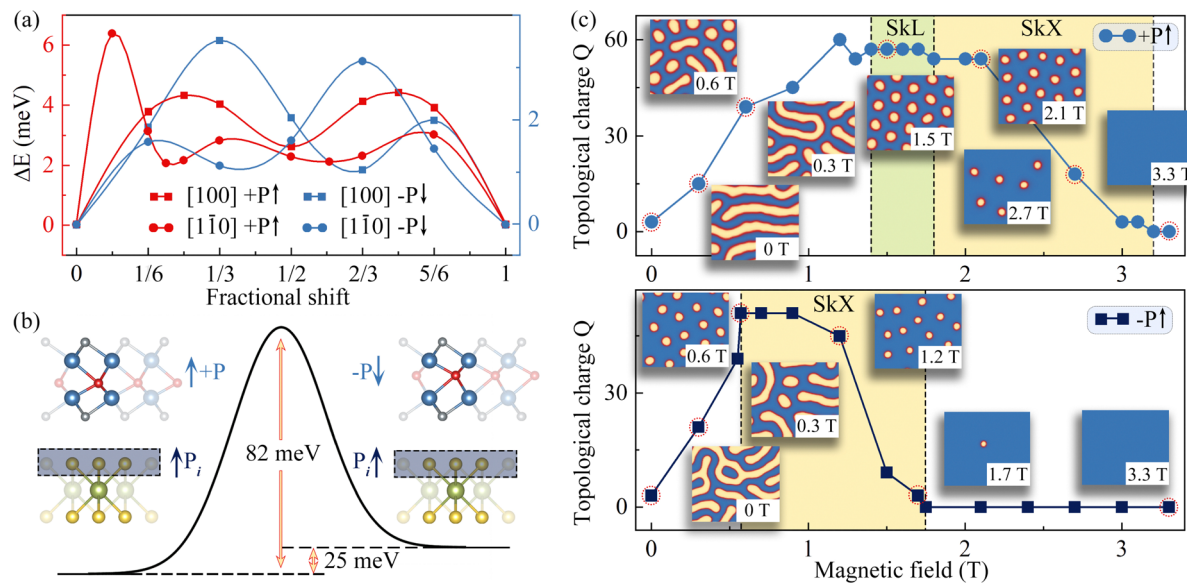 (a)
ΔE (meV)
6
4
2
0
2
0
[100] +P↑
[100] -P↓
[11̄0] +P↑
[11̄0] -P↓
0 1/6 1/3 1/2 2/3 5/6 1
Fractional shift
(b)
↑+P
-P↓
↑Pi
Pi↑
82 meV
25 meV
(c)
Topological charge Q
60
30
0
SkL
SkX
+P↑
0.6 T
0.3 T
0 T
1.5 T
2.1 T
2.7 T
3.3 T
0 1 2 3
Topological charge Q
30
0
SkX
-P↑
0.6 T
0.3 T
0 T
1.2 T
1.7 T
3.3 T
0 1 2 3
Magnetic field (T)